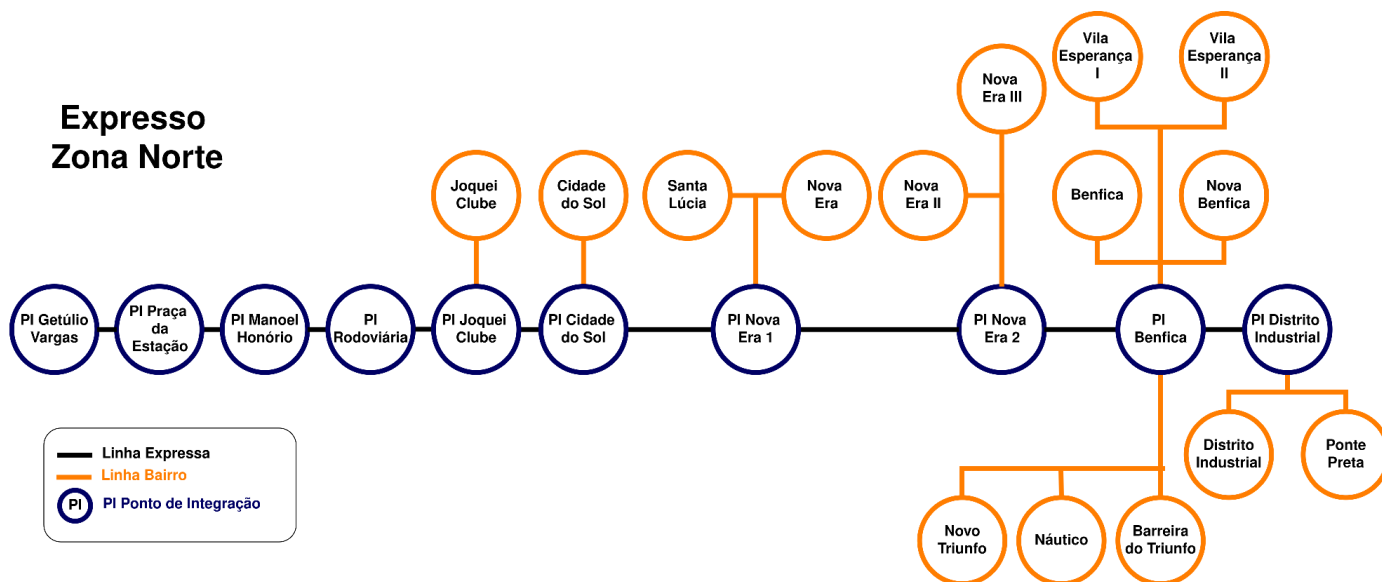 Expresso
Zona Norte
Vila
Esperança
I
Vila
Esperança
II
Nova
Era III
Joquei
Clube
Cidade
do Sol
Santa
Lúcia
Nova
Era
Nova
Era II
Benfica
Nova
Benfica
PI Getúlio
Vargas
PI Praça
da
Estação
PI Manoel
Honório
PI
Rodoviária
PI Joquei
Clube
PI Cidade
do Sol
PI Nova
Era 1
PI Nova
Era 2
PI
Benfica
PI Distrito
Industrial
Distrito
Industrial
Ponte
Preta
Novo
Triunfo
Náutico
Barreira
do Triunfo
Linha Expressa
Linha Bairro
PI
PI Ponto de Integração